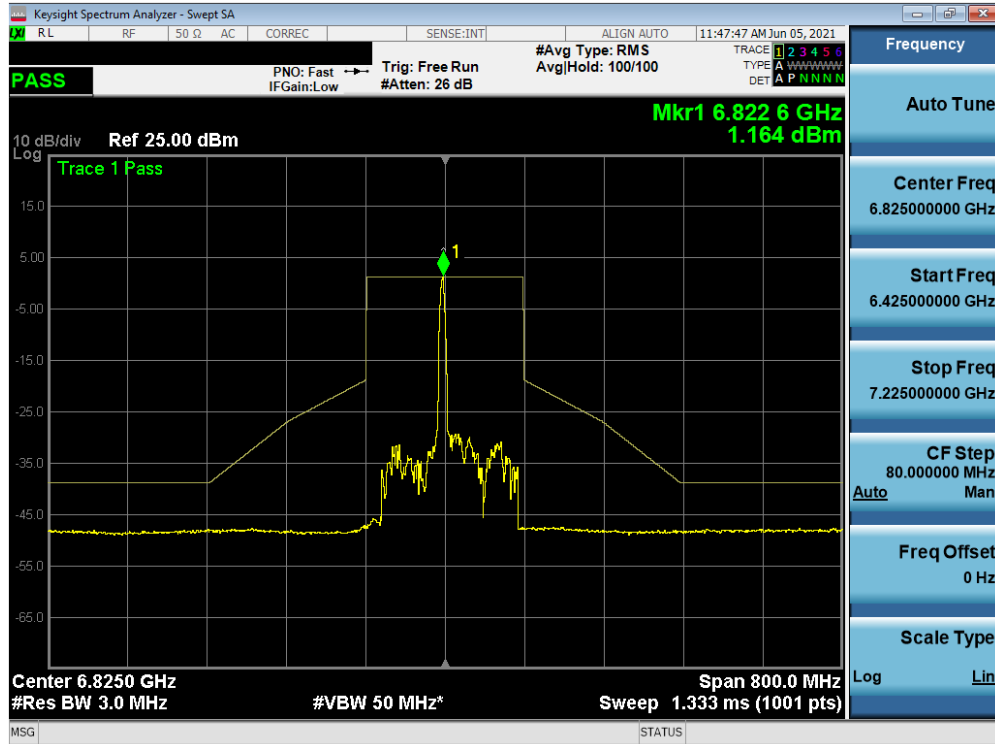 Keysight Spectrum Analyzer - Swept SA
LXI RL RF 50 Ω AC CORREC SENSE:INT ALIGN AUTO 11:47:47 AM Jun 05, 2021
PASS
PNO: Fast
IFGain:Low
Trig: Free Run
#Atten: 26 dB
#Avg Type: RMS
Avg|Hold: 100/100
TRACE 1 2 3 4 5 6
TYPE A WWWWW
DET A P N N N N
Mkr1 6.822 6 GHz
1.164 dBm
10 dB/div Ref 25.00 dBm
Log
Trace 1 Pass
1
15.0
5.00
-5.00
-15.0
-25.0
-35.0
-45.0
-55.0
-65.0
Center 6.8250 GHz Span 800.0 MHz
#Res BW 3.0 MHz #VBW 50 MHz* Sweep 1.333 ms (1001 pts)
MSG STATUS
Frequency
Auto Tune
Center Freq
6.825000000 GHz
Start Freq
6.425000000 GHz
Stop Freq
7.225000000 GHz
CF Step
80.000000 MHz
Auto Man
Freq Offset
0 Hz
Scale Type
Log Lin